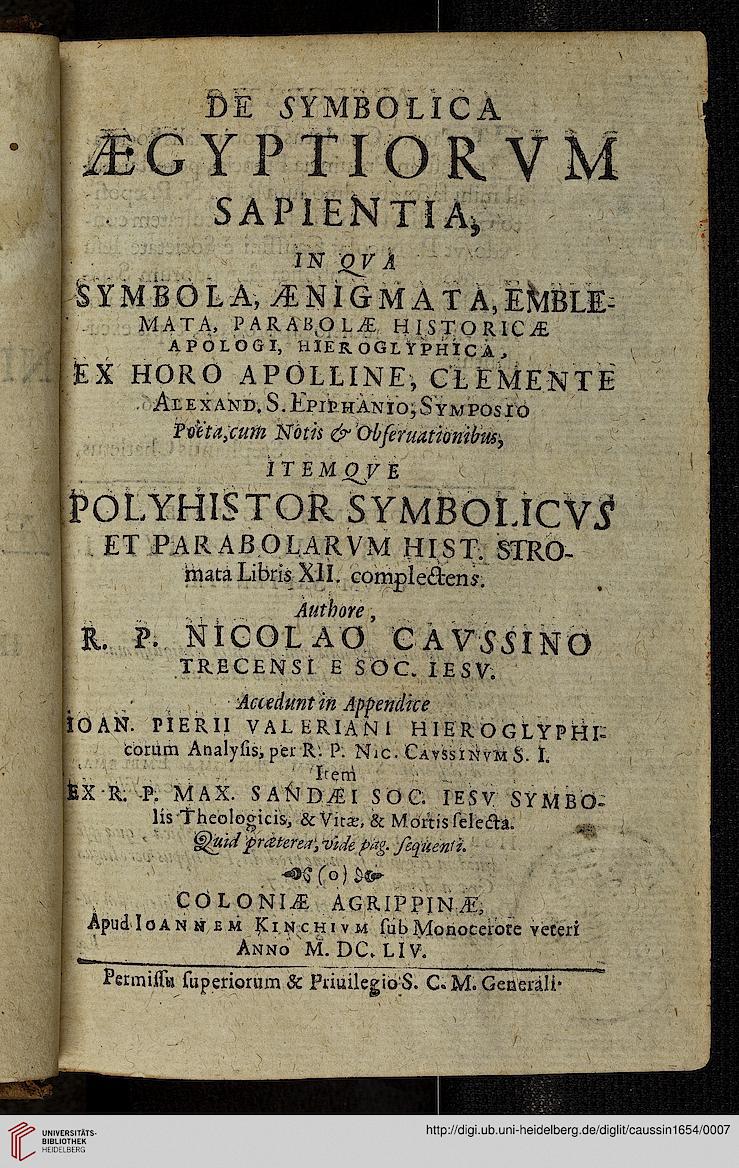 DE SYMBOLICA
ÆGYPTIORVM
SAPIENTIA,
IN QVA
SYMBOLA, ÆNIGMATA, EMBLE-
MATA, PARABOLÆ HISTORICÆ
APOLOGI, HIEROGLYPHICA,
EX HORO APOLLINE, CLEMENTE
ALEXAND. S. EPIPHANIO, SYMPOSIO
Poëta, cum Notis & Obſeruationibus,
ITEMQVE
POLYHISTOR SYMBOLICVS
ET PARABOLARVM HIST. STRO-
mata Libris XII. complectens.
Authore,
R. P. NICOLAO CAVSSINO
TRECENSI E SOC. IESV.
Accedunt in Appendice
IOAN. PIERII VALERIANI HIEROGLYPHI-
corum Analyſis, per R. P. NIC. CAVSSINVM S. I.
Item
EX R. P. MAX. SANDÆI SOC. IESV SYMBO-
lis Theologicis, & Vitæ, & Mortis ſelecta.
Quid præterea, vide pag. ſequenti.
(o)
COLONIÆ AGRIPPINÆ,
Apud IOANNEM KINCHIVM ſub Monocerote veteri
ANNO M. DC. LIV.
Permiſſu ſuperiorum & Priuilegio S. C. M. Generali.
UNIVERSITÄTS-
BIBLIOTHEK
HEIDELBERG
http://digi.ub.uni-heidelberg.de/diglit/caussin1654/0007